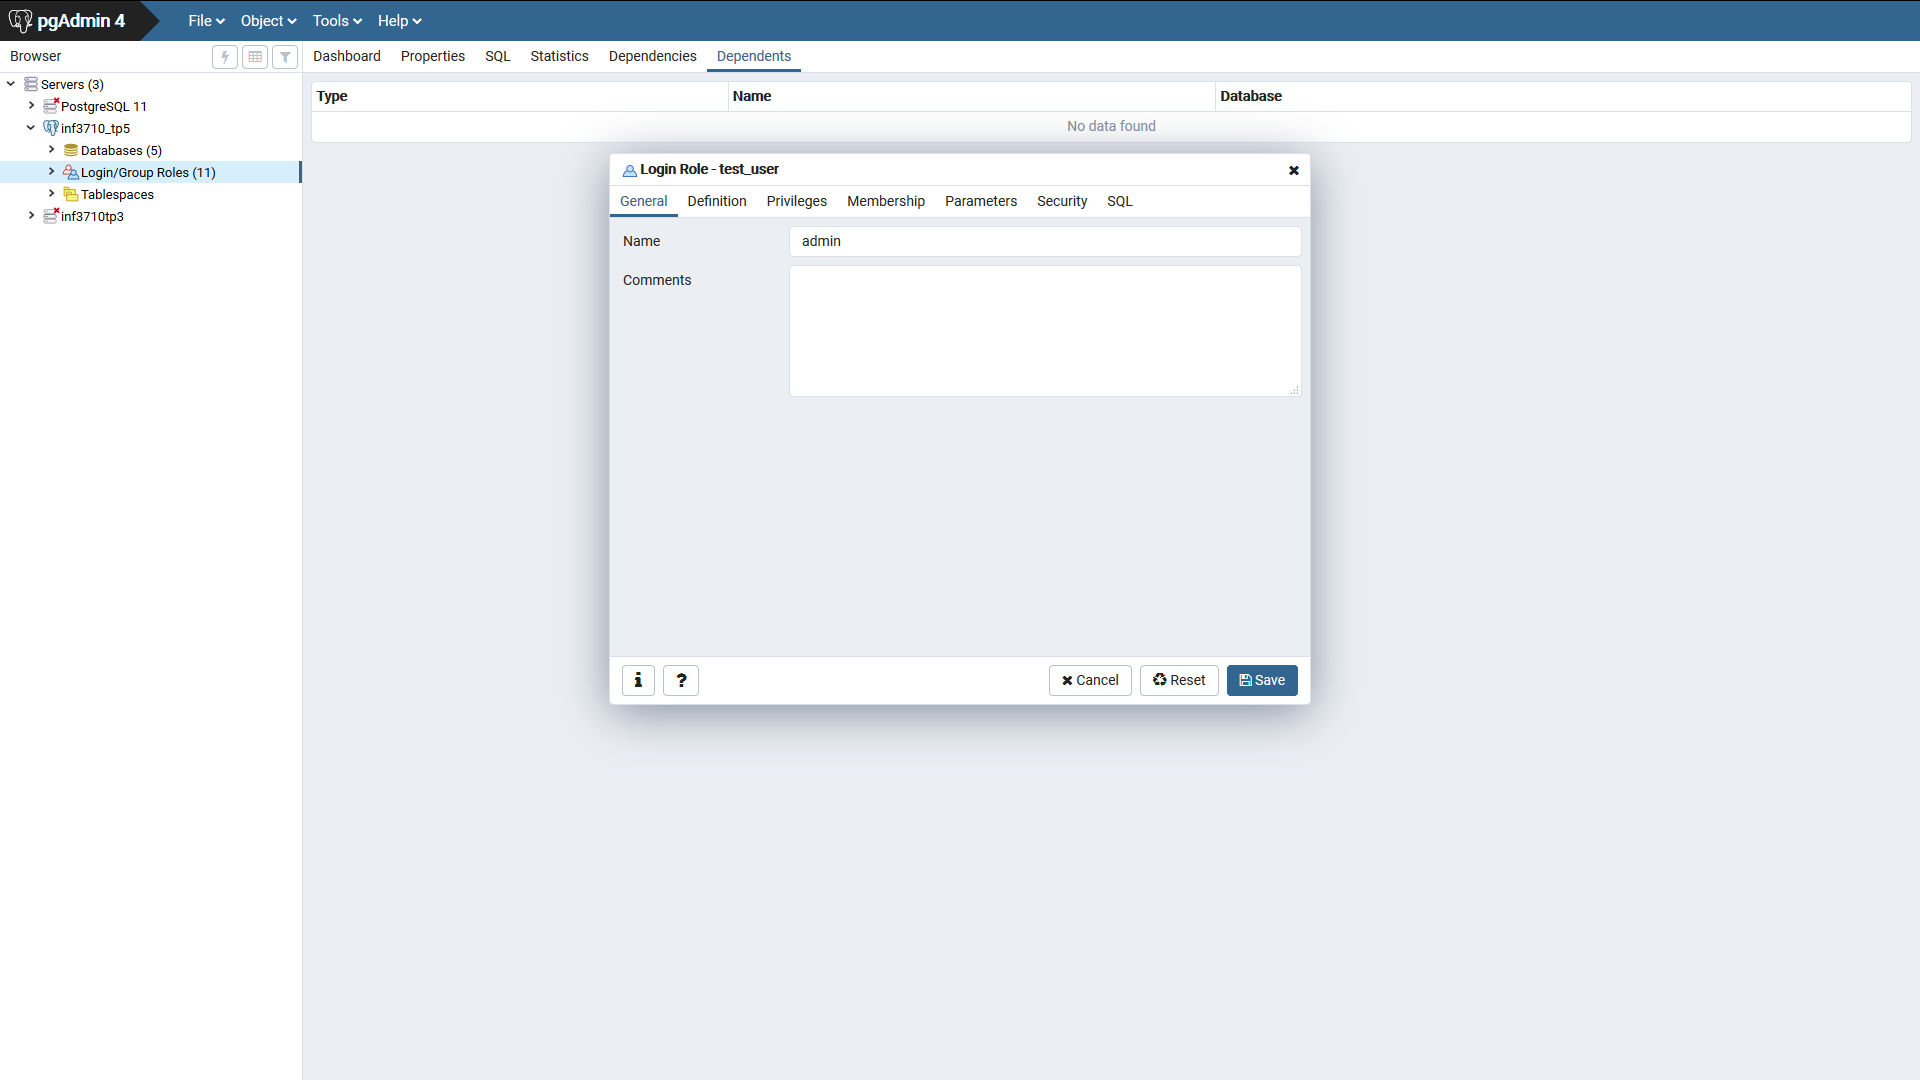 pgAdmin 4
File Object Tools Help
Browser
Dashboard Properties SQL Statistics Dependencies Dependents
Servers (3)
PostgreSQL 11
inf3710_tp5
Databases (5)
Login/Group Roles (11)
Tablespaces
inf3710tp3
Type Name Database
No data found
Login Role - test_user
General Definition Privileges Membership Parameters Security SQL
Name admin
Comments
i ? Cancel Reset Save